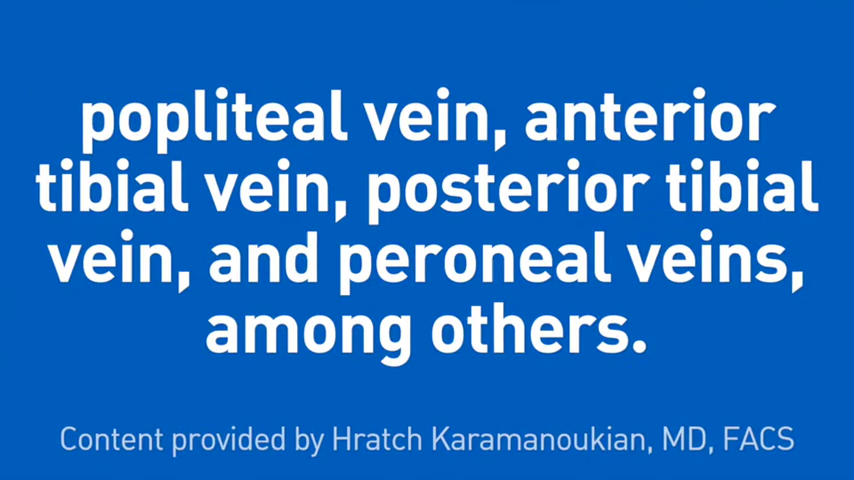 popliteal vein, anterior
tibial vein, posterior tibial
vein, and peroneal veins,
among others.
Content provided by Hratch Karamanoukian, MD, FACS